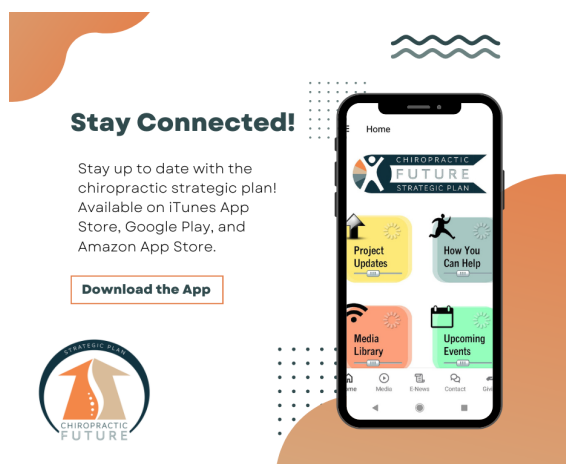 Stay Connected!
Stay up to date with the
chiropractic strategic plan!
Available on iTunes App
Store, Google Play, and
Amazon App Store.
Download the App
STRATEGIC PLAN
CHIROPRACTIC
FUTURE
Home
CHIROPRACTIC
FUTURE
STRATEGIC PLAN
Project
Updates
How You
Can Help
Media
Library
Upcoming
Events
Media
E-News
Contact